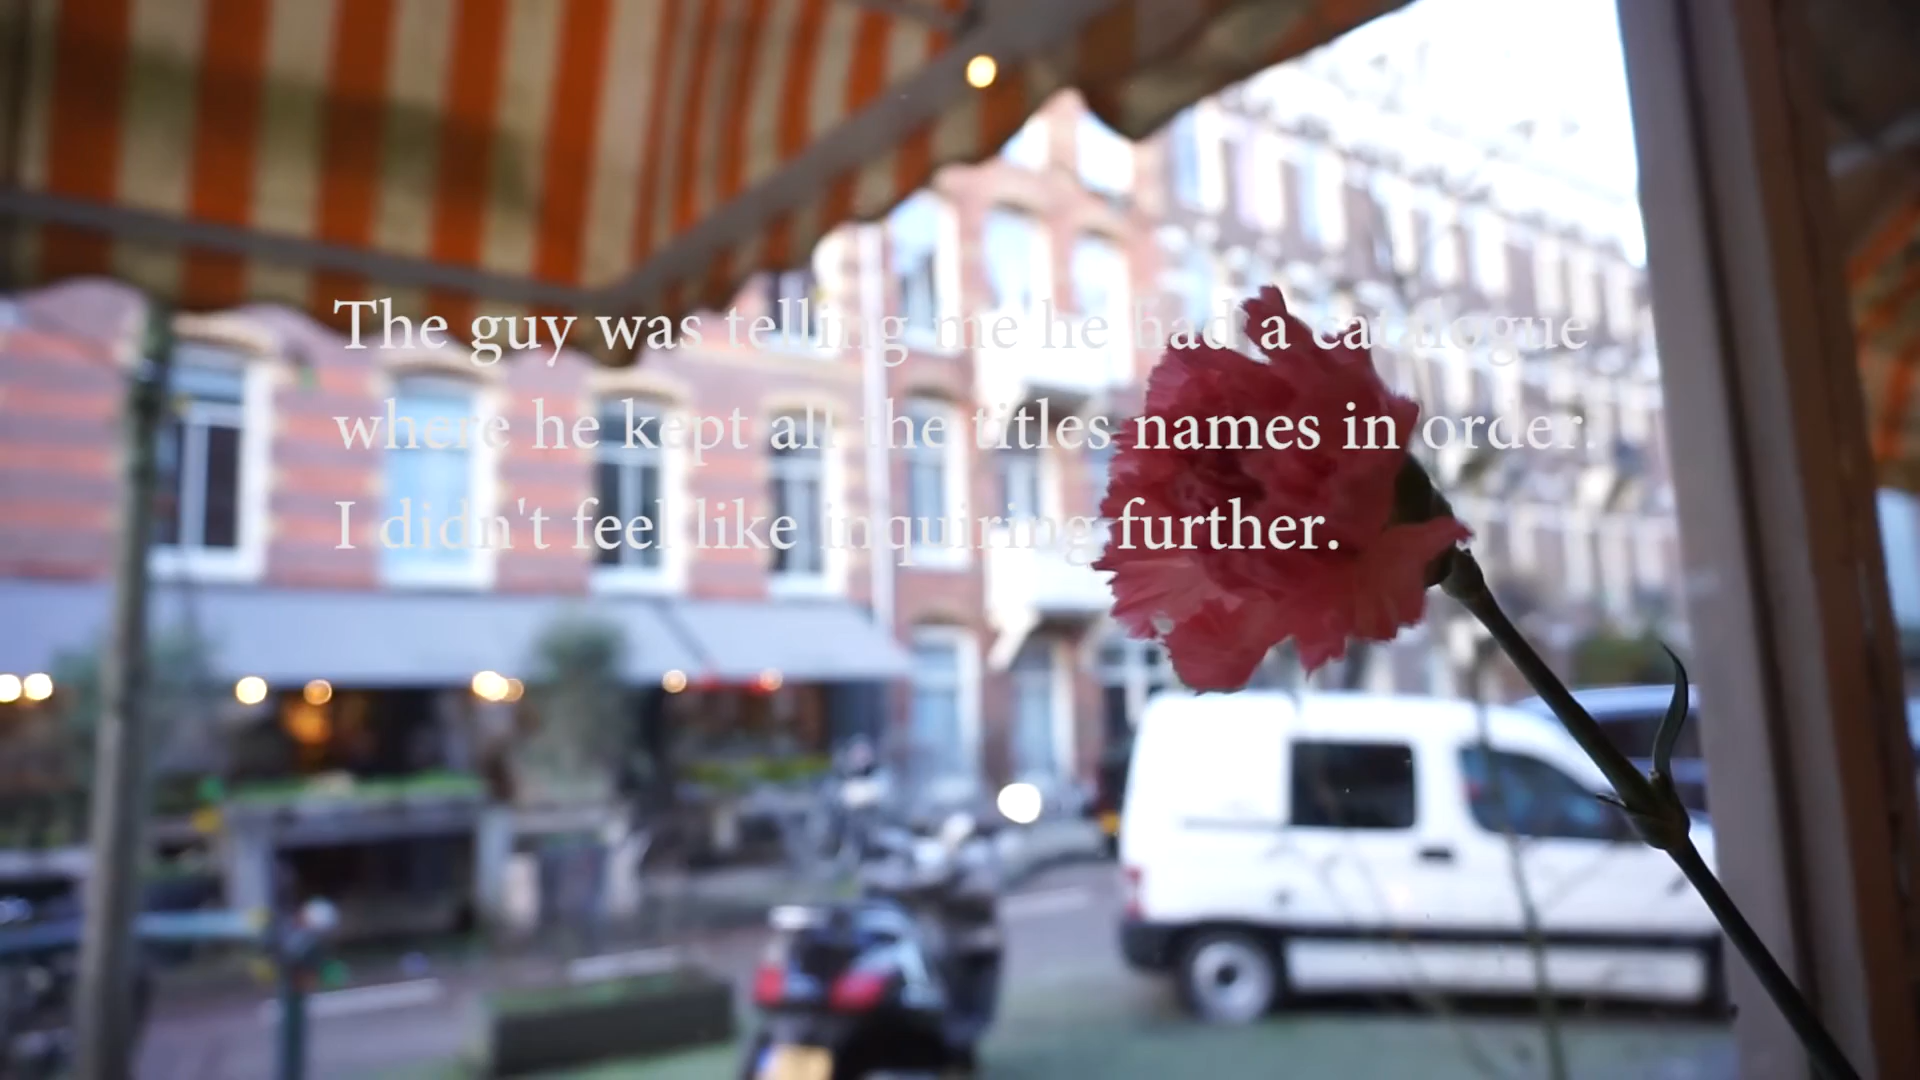 The guy was telling me he had a catalogue
where he kept all the titles names in order.
I didn't feel like inquiring further.